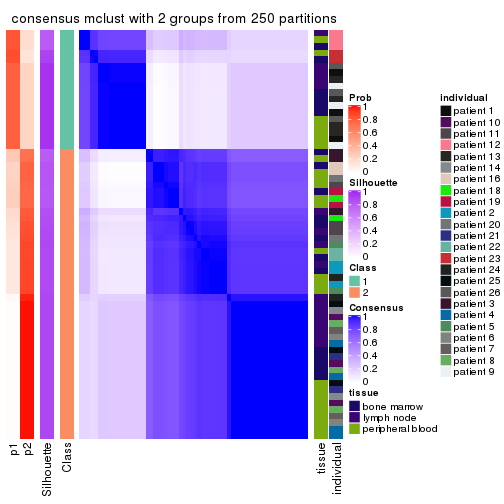 consensus mclust with 2 groups from 250 partitions
p1
p2
Silhouette
Class
tissue
individual
Prob
1
0.8
0.6
0.4
0.2
0
Silhouette
1
0.8
0.6
0.4
0.2
0
Class
1
2
Consensus
1
0.8
0.6
0.4
0.2
0
tissue
bone marrow
lymph node
peripheral blood
individual
patient 1
patient 10
patient 11
patient 12
patient 13
patient 14
patient 16
patient 18
patient 19
patient 2
patient 20
patient 21
patient 22
patient 23
patient 24
patient 25
patient 26
patient 3
patient 4
patient 5
patient 6
patient 7
patient 8
patient 9